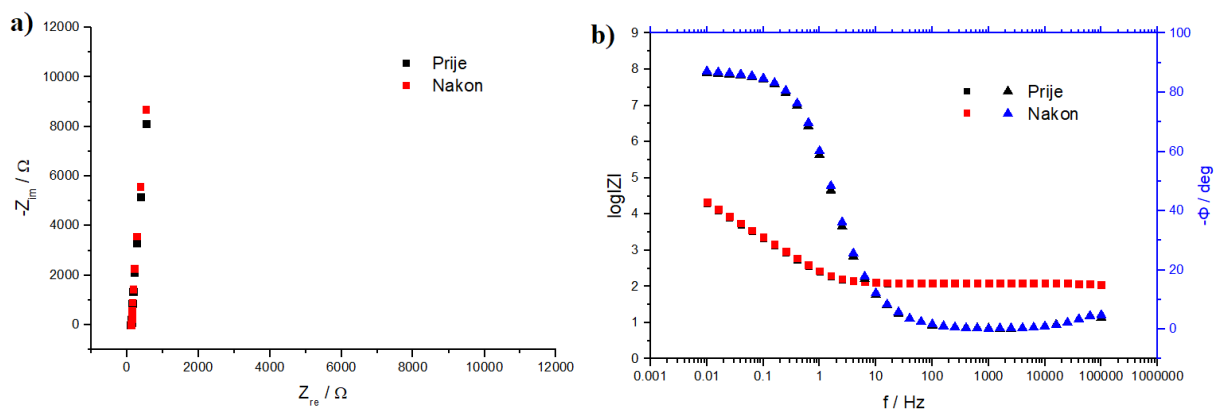 a)
12000
10000
8000
6000
4000
2000
0
-Z_im / Ω
0 2000 4000 6000 8000 10000 12000
Z_re / Ω
Prije
Nakon
b)
9
8
7
6
5
4
3
2
1
0
log|Z|
100
80
60
40
20
0
-Φ / deg
0.001 0.01 0.1 1 10 100 1000 10000 100000 1000000
f / Hz
Prije
Nakon